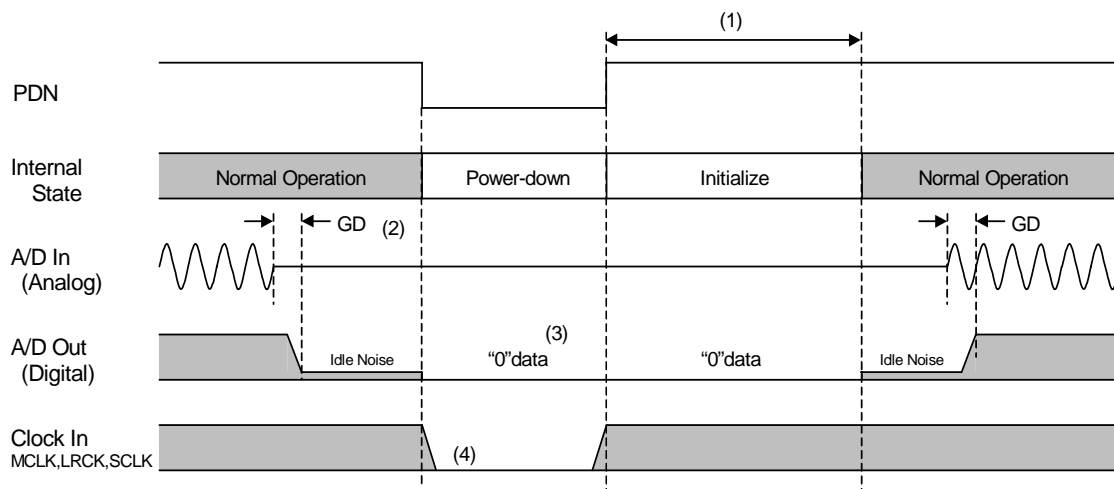 (1)
PDN
Internal
State
Normal Operation
Power-down
Initialize
Normal Operation
GD
(2)
GD
A/D In
(Analog)
(3)
A/D Out
(Digital)
Idle Noise
“0”data
“0”data
Idle Noise
Clock In
MCLK,LRCK,SCLK
(4)